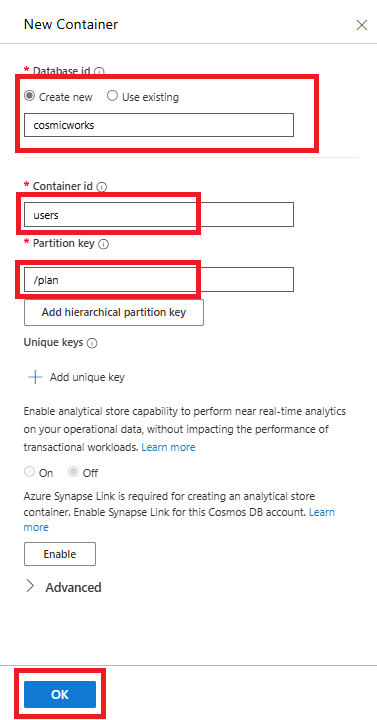 New Container
* Database id
Create new Use existing
cosmicworks
* Container id
users
* Partition key
/plan
Add hierarchical partition key
Unique keys
Add unique key
Enable analytical store capability to perform near real-time analytics
on your operational data, without impacting the performance of
transactional workloads. Learn more
On Off
Azure Synapse Link is required for creating an analytical store
container. Enable Synapse Link for this Cosmos DB account. Learn
more
Enable
Advanced
OK